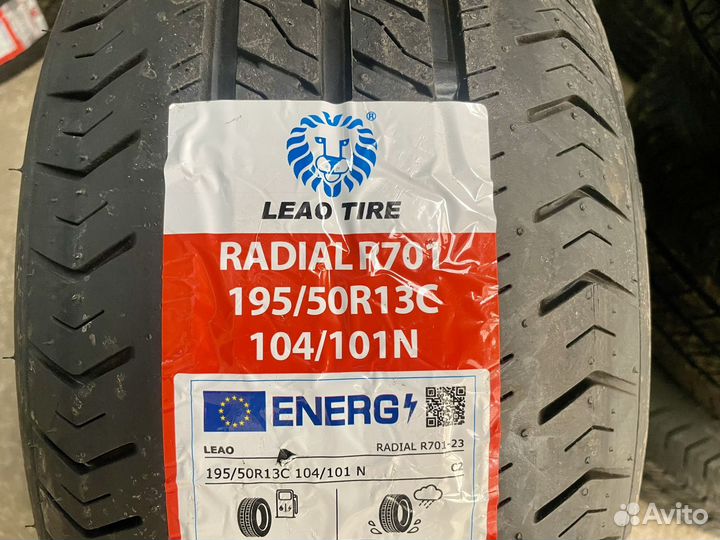 ®
LEAO TIRE
RADIAL R701
195/50R13C
104/101N
ENERG
LEAO RADIAL R701-23
195/50R13C 104/101 N C2
Avito